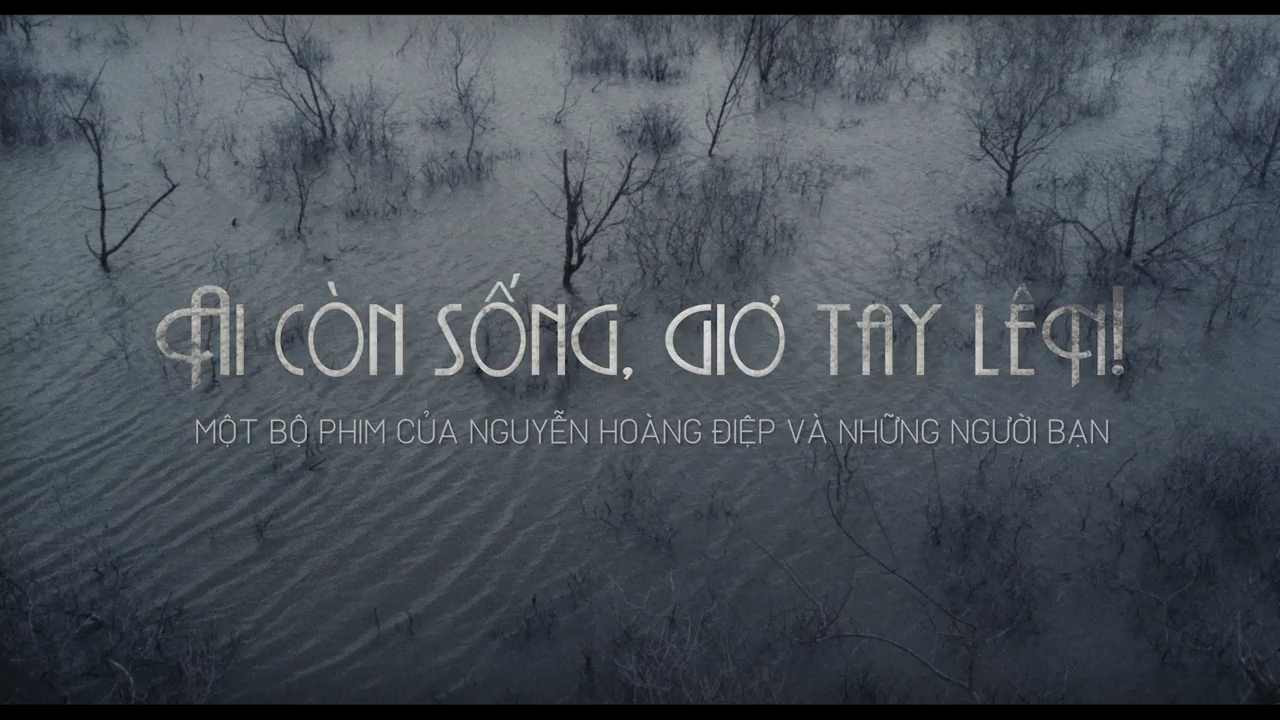 AI CÒN SỐNG, GIƠ TAY LÊN!
MỘT BỘ PHIM CỦA NGUYỄN HOÀNG ĐIỆP VÀ NHỮNG NGƯỜI BẠN